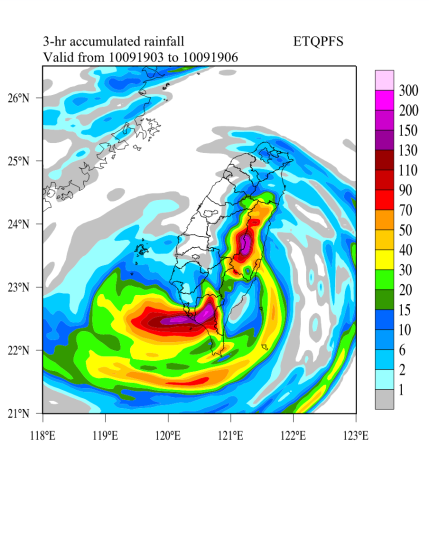 3-hr accumulated rainfall ETQPFS
Valid from 10091903 to 10091906
26°N
25°N
24°N
23°N
22°N
21°N
118°E 119°E 120°E 121°E 122°E 123°E
300
200
150
130
110
90
70
50
40
30
20
15
10
6
2
1